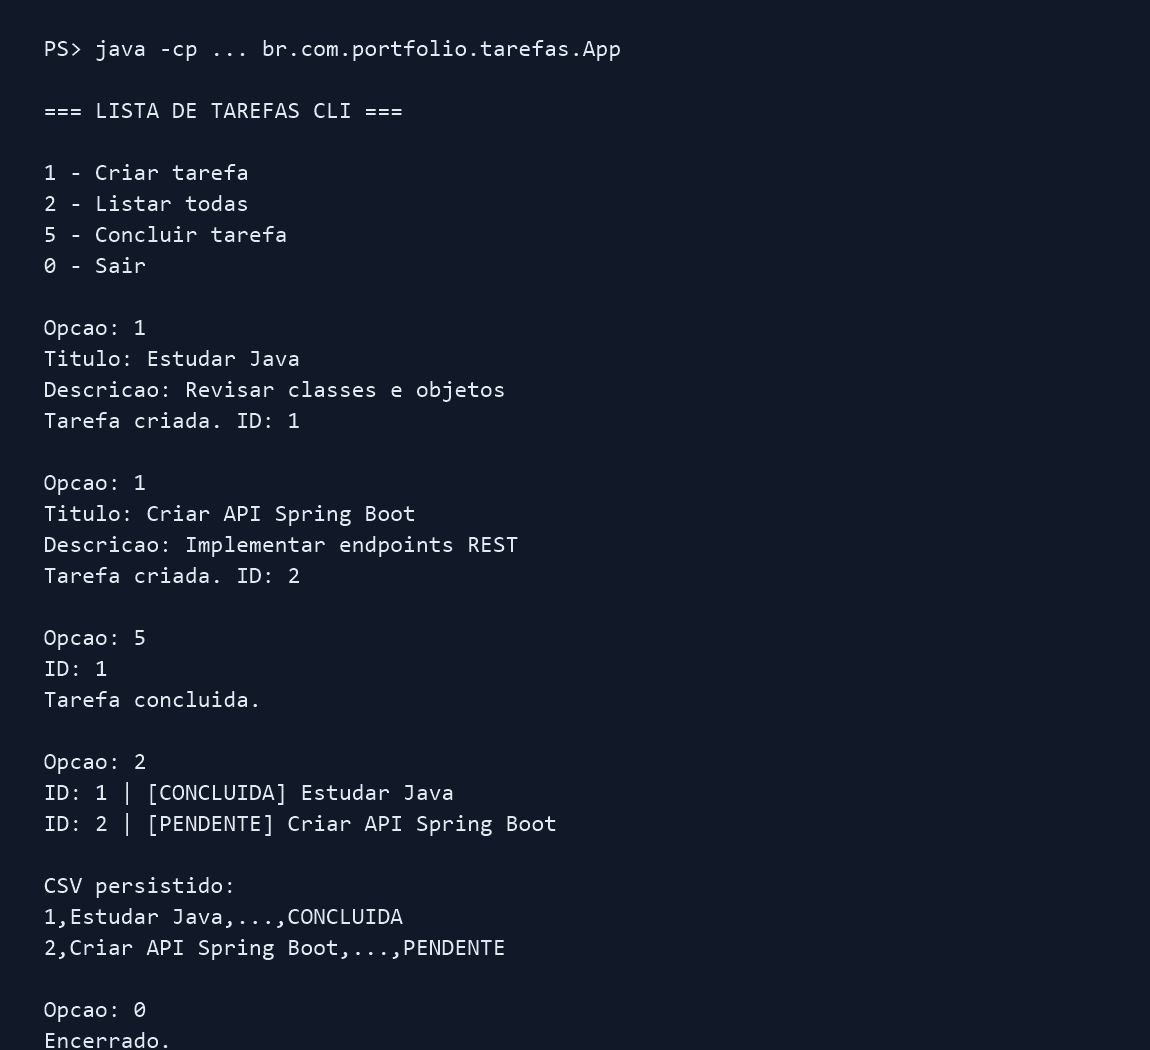 PS> java -cp ... br.com.portfolio.tarefas.App
=== LISTA DE TAREFAS CLI ===
1 - Criar tarefa
2 - Listar todas
5 - Concluir tarefa
0 - Sair
Opcao: 1
Titulo: Estudar Java
Descricao: Revisar classes e objetos
Tarefa criada. ID: 1
Opcao: 1
Titulo: Criar API Spring Boot
Descricao: Implementar endpoints REST
Tarefa criada. ID: 2
Opcao: 5
ID: 1
Tarefa concluida.
Opcao: 2
ID: 1 | [CONCLUIDA] Estudar Java
ID: 2 | [PENDENTE] Criar API Spring Boot
CSV persistido:
1,Estudar Java,...,CONCLUIDA
2,Criar API Spring Boot,...,PENDENTE
Opcao: 0
Encerrado.